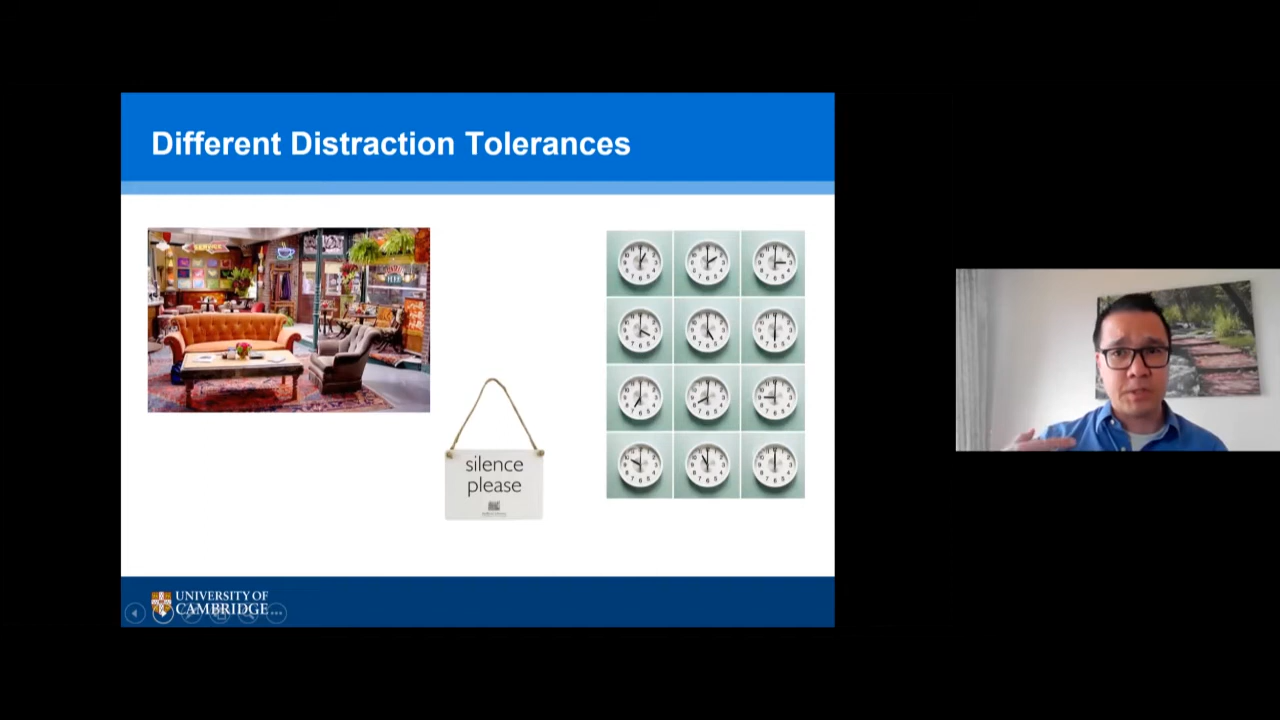 Different Distraction Tolerances
silence
please
UNIVERSITY OF
CAMBRIDGE